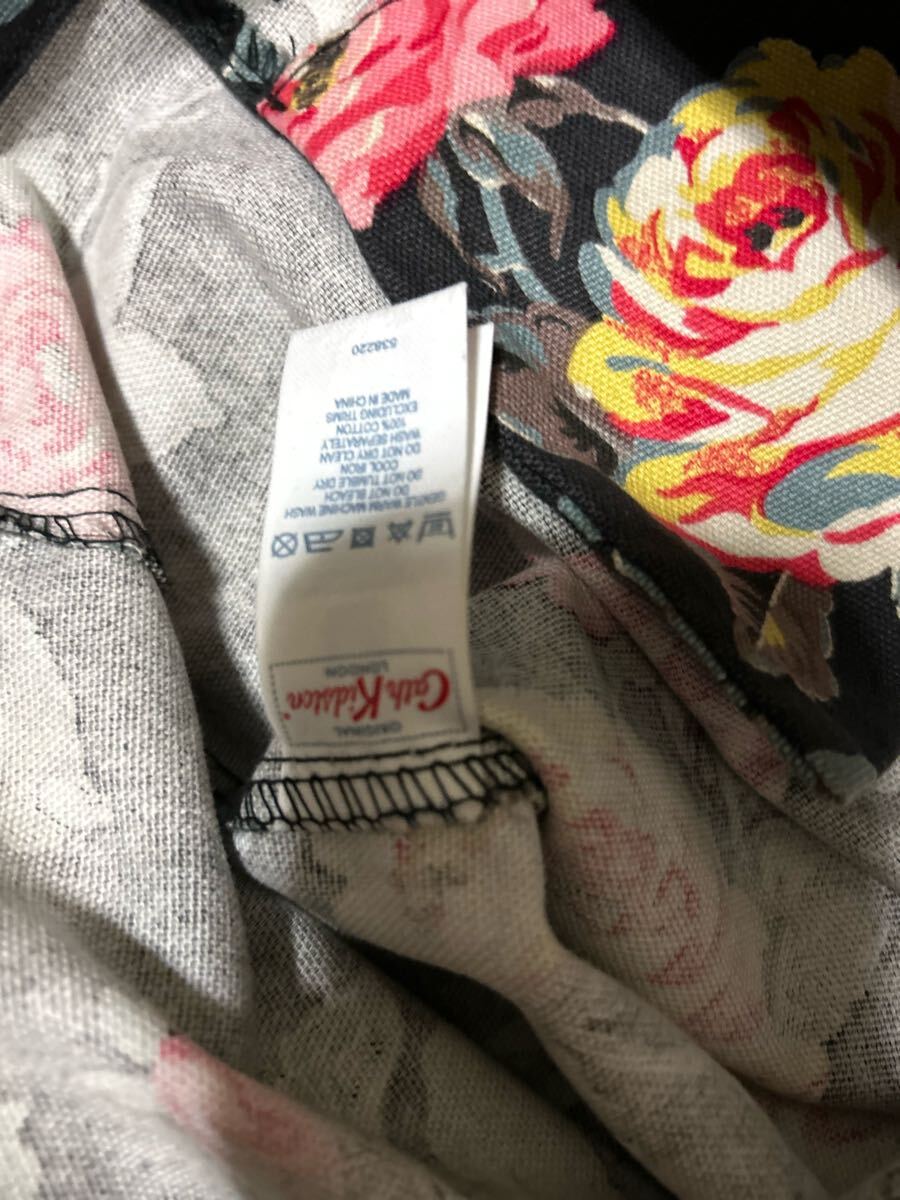 ORIGINAL
Cath Kidston
LONDON
GENTLE WARM MACHINE WASH
DO NOT BLEACH
DO NOT TUMBLE DRY
COOL IRON
DO NOT DRY CLEAN
WASH SEPARATELY
100% COTTON
EXCLUDING TRIMS
MADE IN CHINA
538220